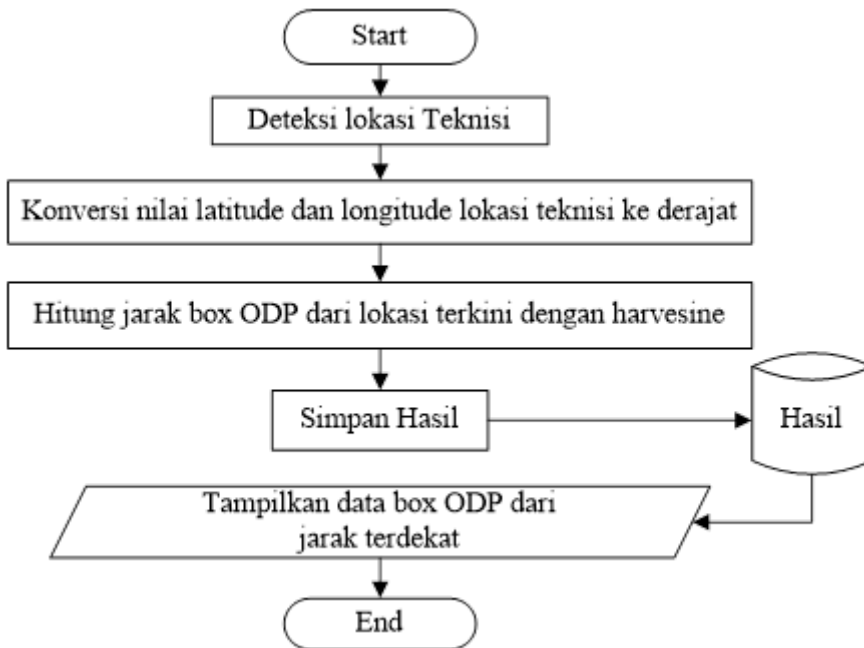 Start
Deteksi lokasi Teknisi
Konversi nilai latitude dan longitude lokasi teknisi ke derajat
Hitung jarak box ODP dari lokasi terkini dengan harvesine
Simpan Hasil
Hasil
Tampilkan data box ODP dari
jarak terdekat
End